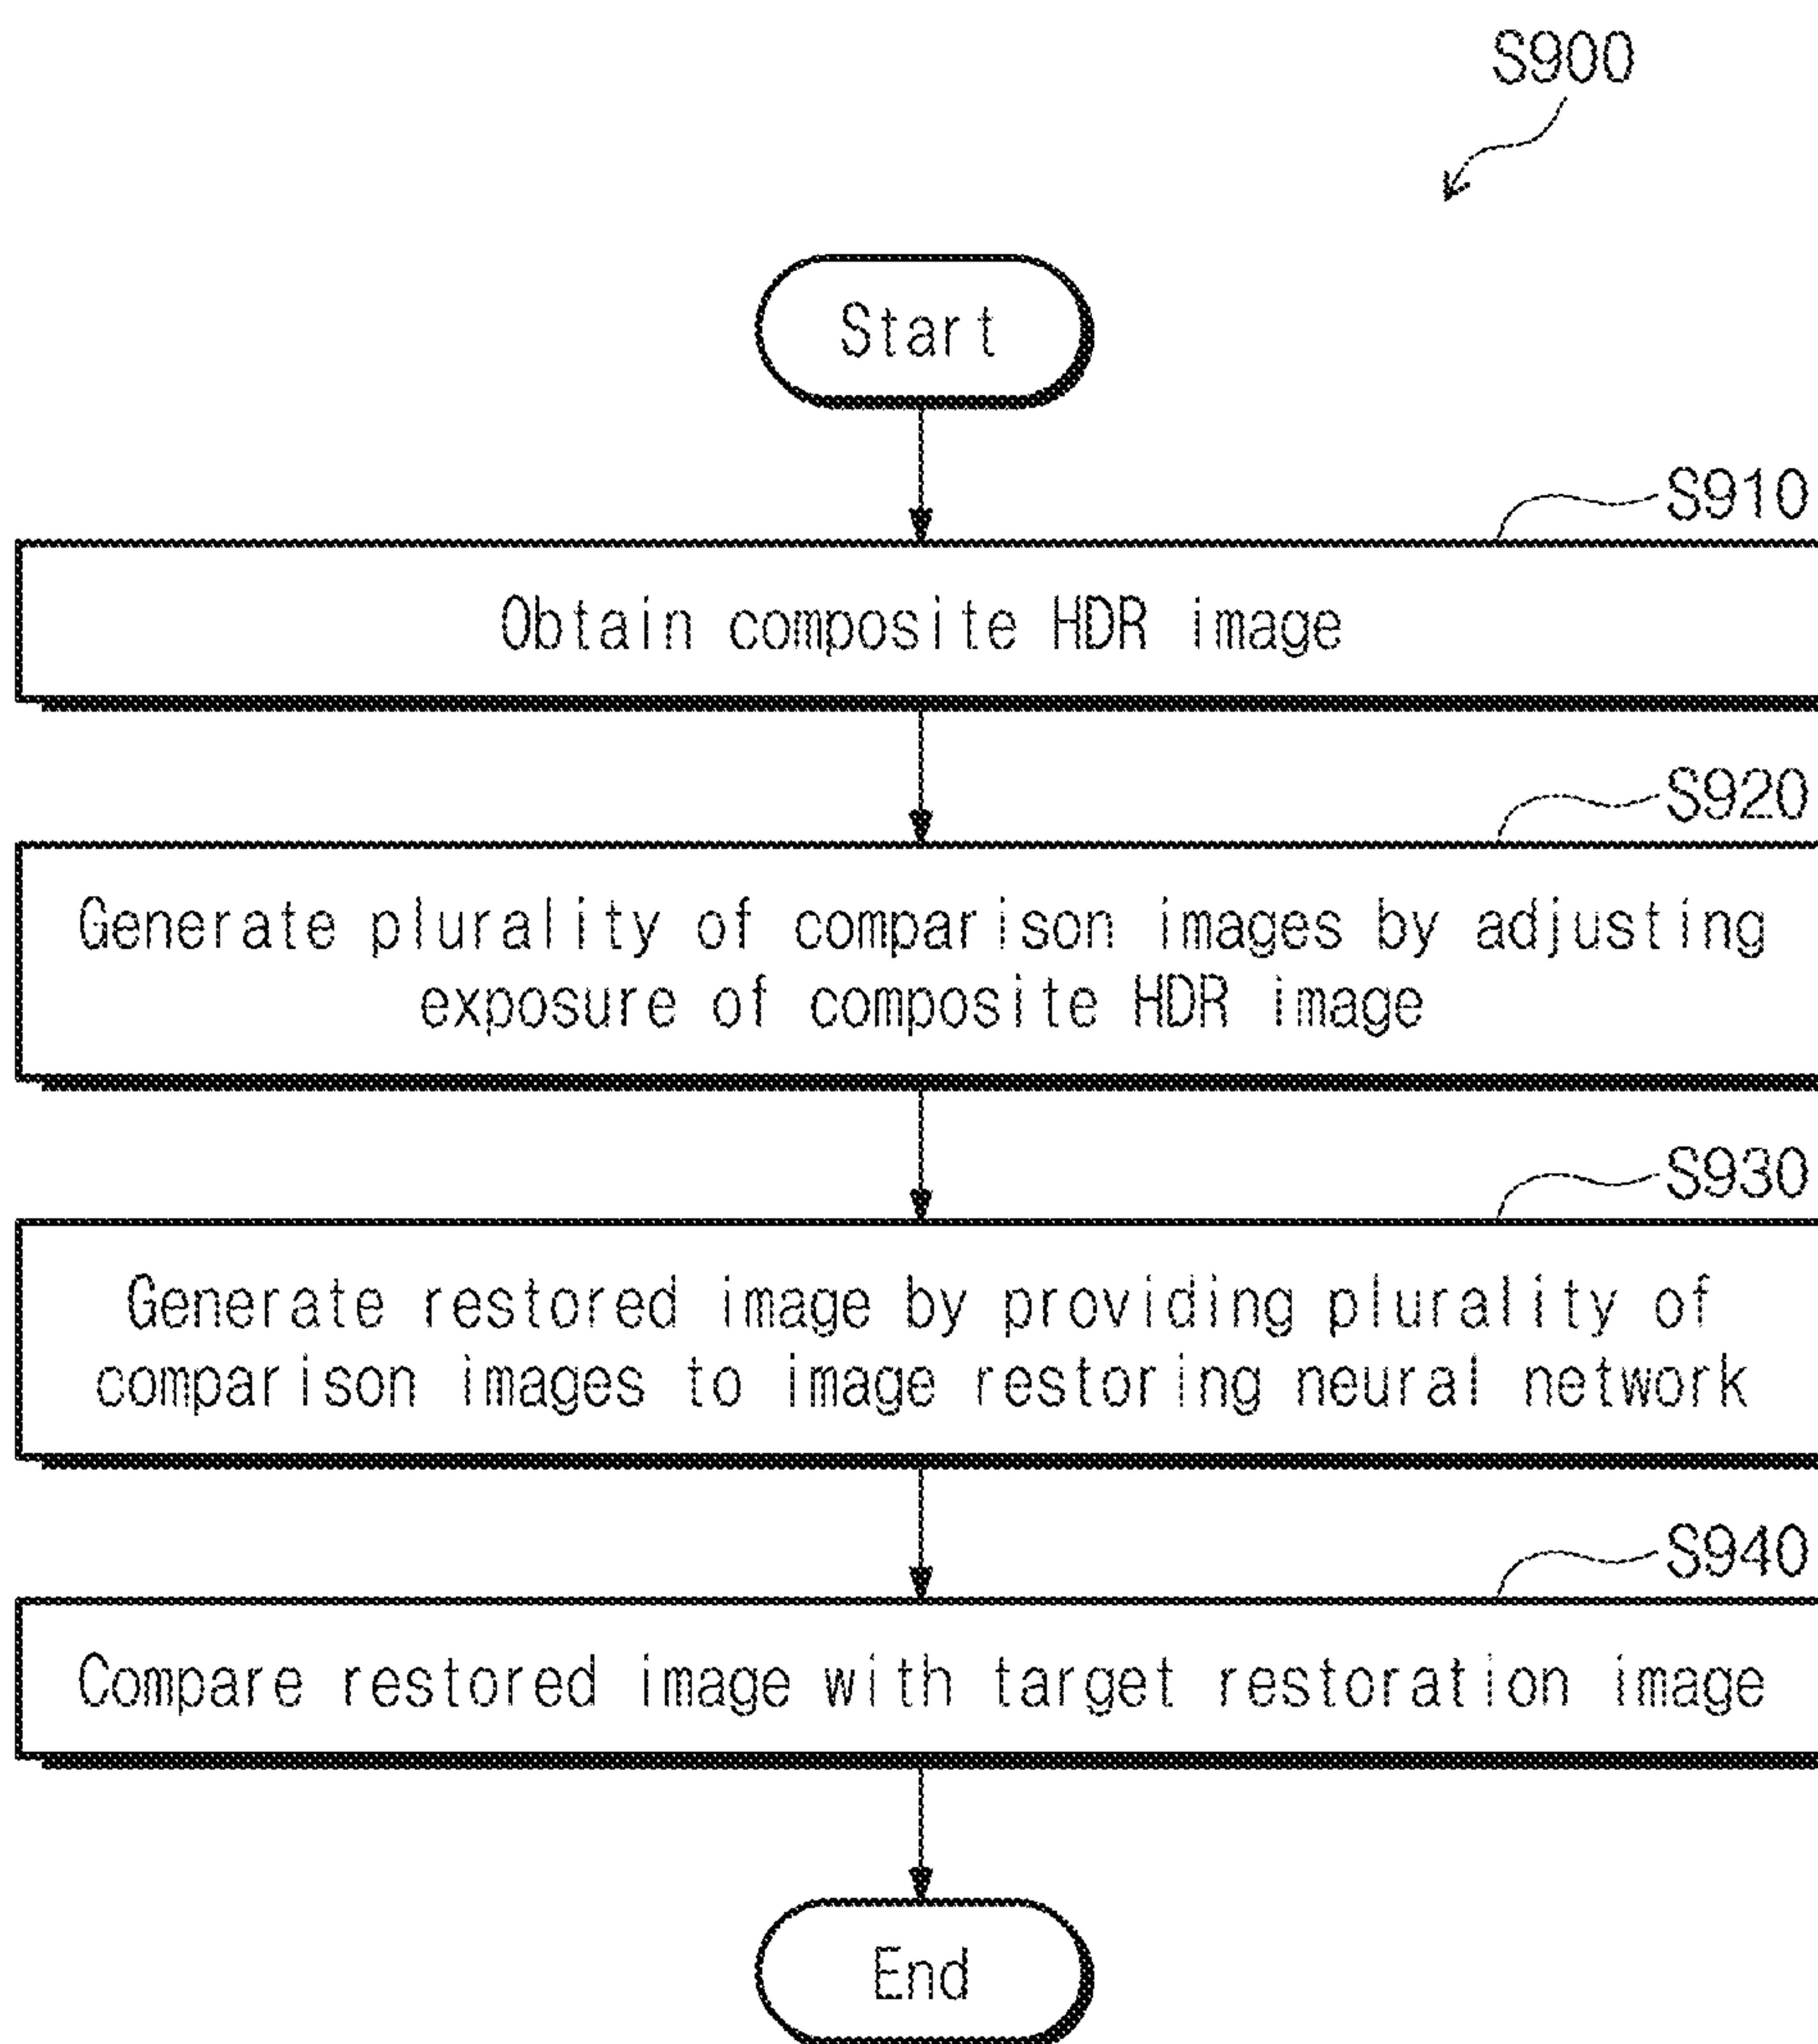 S900
Start
S910
Obtain composite HDR image
S920
Generate plurality of comparison images by adjusting
exposure of composite HDR image
S930
Generate restored image by providing plurality of
comparison images to image restoring neural network
S940
Compare restored image with target restoration image
End